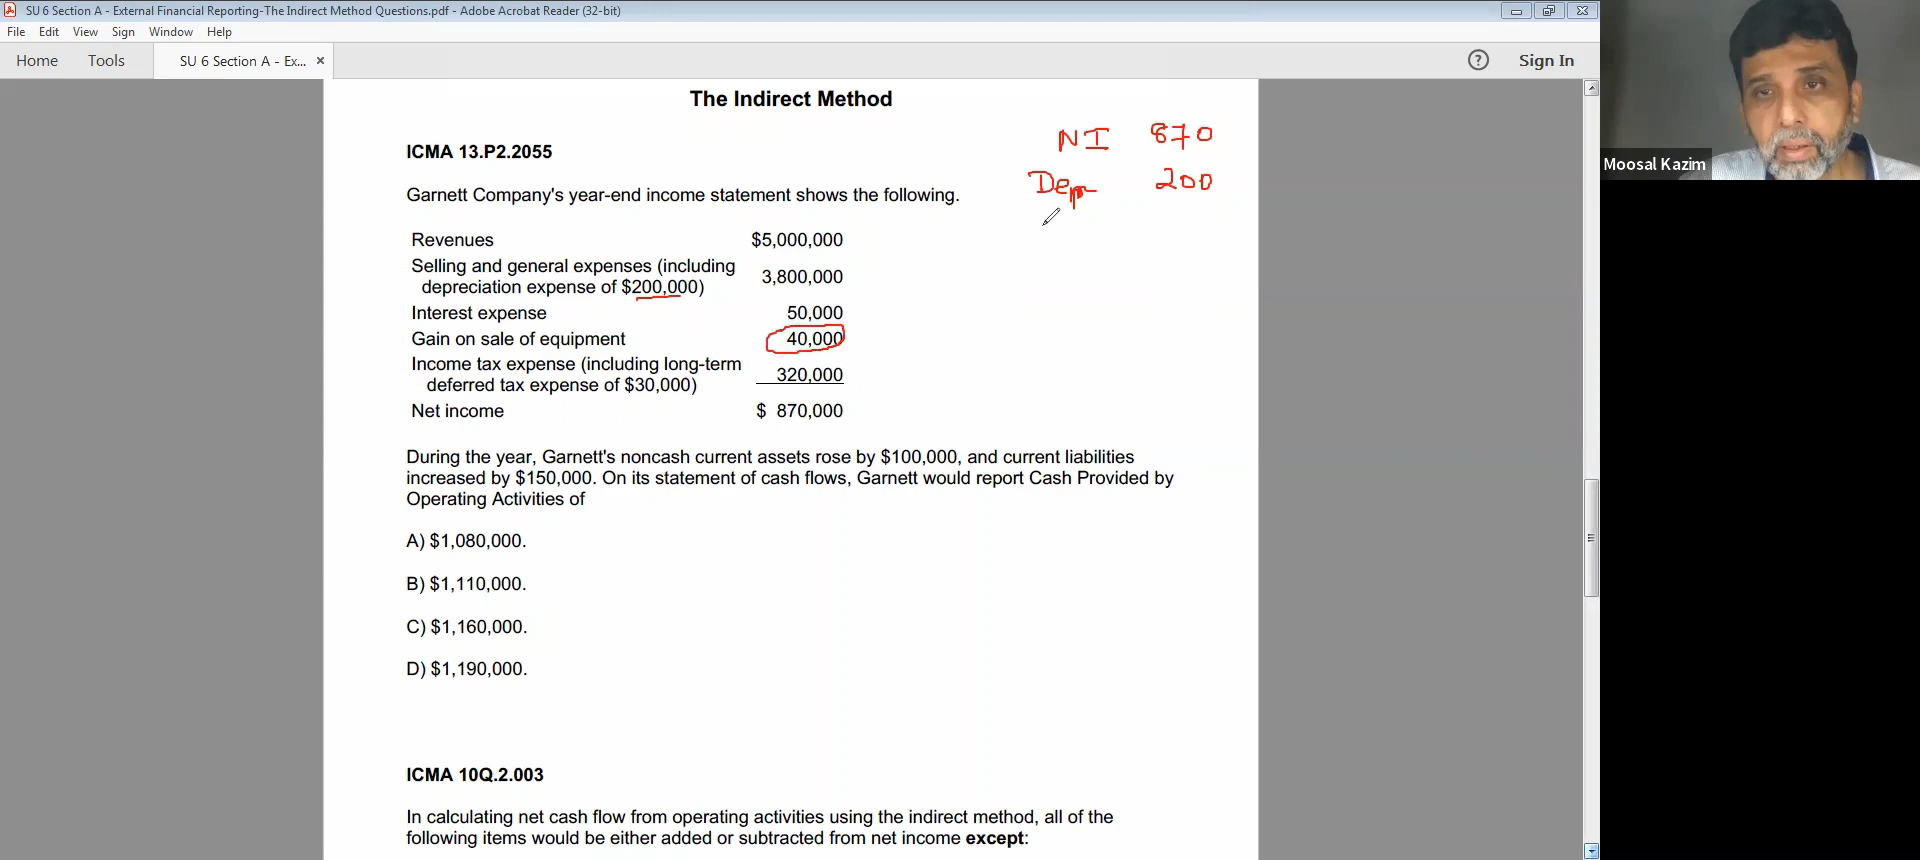 SU 6 Section A - External Financial Reporting-The Indirect Method Questions.pdf - Adobe Acrobat Reader (32-bit)
File Edit View Sign Window Help
Home Tools SU 6 Section A - Ex... × ? Sign In
The Indirect Method
NI 870
ICMA 13.P2.2055
Depr 200
Garnett Company's year-end income statement shows the following.
Revenues $5,000,000
Selling and general expenses (including
depreciation expense of $200,000) 3,800,000
Interest expense 50,000
Gain on sale of equipment 40,000
Income tax expense (including long-term
deferred tax expense of $30,000) 320,000
Net income $ 870,000
During the year, Garnett's noncash current assets rose by $100,000, and current liabilities
increased by $150,000. On its statement of cash flows, Garnett would report Cash Provided by
Operating Activities of
A) $1,080,000.
B) $1,110,000.
C) $1,160,000.
D) $1,190,000.
ICMA 10Q.2.003
In calculating net cash flow from operating activities using the indirect method, all of the
following items would be either added or subtracted from net income except:
Moosal Kazim